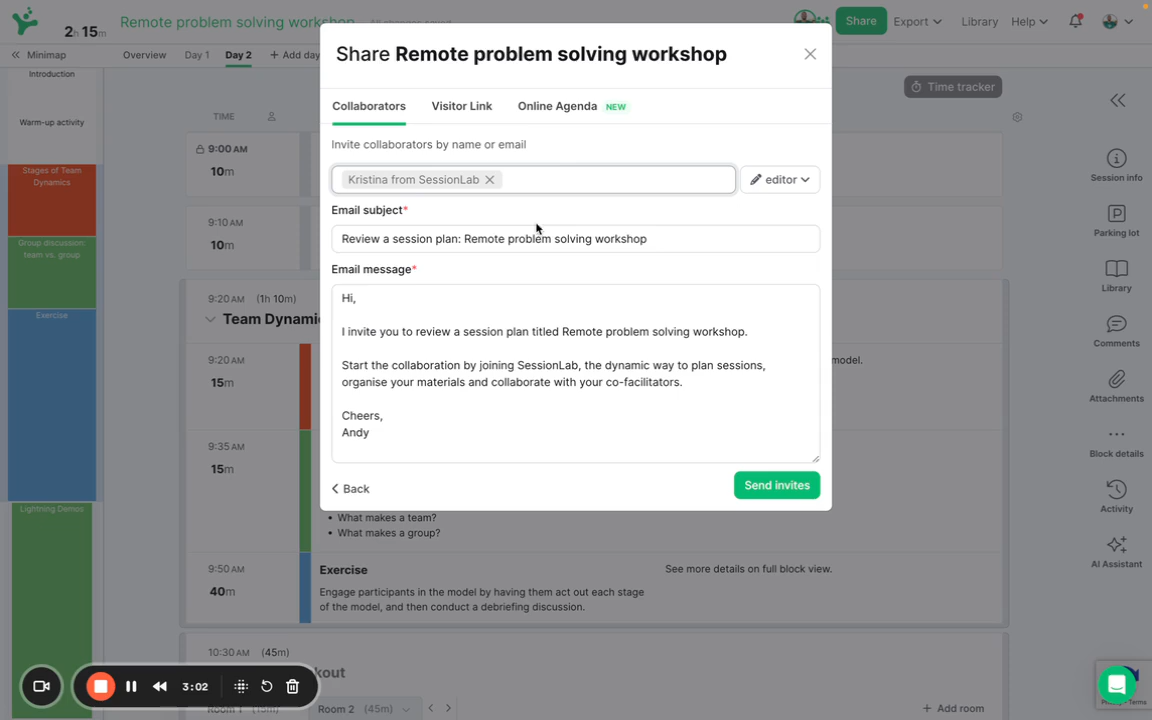 Remote problem solving workshop
All changes saved
2h 15m
Share
Export
Library
Help
Minimap
Overview
Day 1
Day 2
+ Add day
Introduction
Warm-up activity
Stages of Team
Dynamics
Group discussion:
team vs. group
Exercise
Lightning Demos
TIME
Time tracker
9:00 AM
10m
9:10 AM
10m
9:20 AM (1h 10m)
Team Dynami
9:20 AM
15m
model.
9:35 AM
15m
• What makes a team?
• What makes a group?
9:50 AM
40m
Exercise
Engage participants in the model by having them act out each stage
of the model, and then conduct a debriefing discussion.
See more details on full block view.
10:30 AM (45m)
kout
Room 1 (15m)
Room 2 (45m)
+ Add room
Share Remote problem solving workshop
Collaborators
Visitor Link
Online Agenda NEW
Invite collaborators by name or email
Kristina from SessionLab
editor
Email subject*
Review a session plan: Remote problem solving workshop
Email message*
Hi,
I invite you to review a session plan titled Remote problem solving workshop.
Start the collaboration by joining SessionLab, the dynamic way to plan sessions,
organise your materials and collaborate with your co-facilitators.
Cheers,
Andy
Back
Send invites
Session info
Parking lot
Library
Comments
Attachments
Block details
Activity
AI Assistant
3:02
Terms